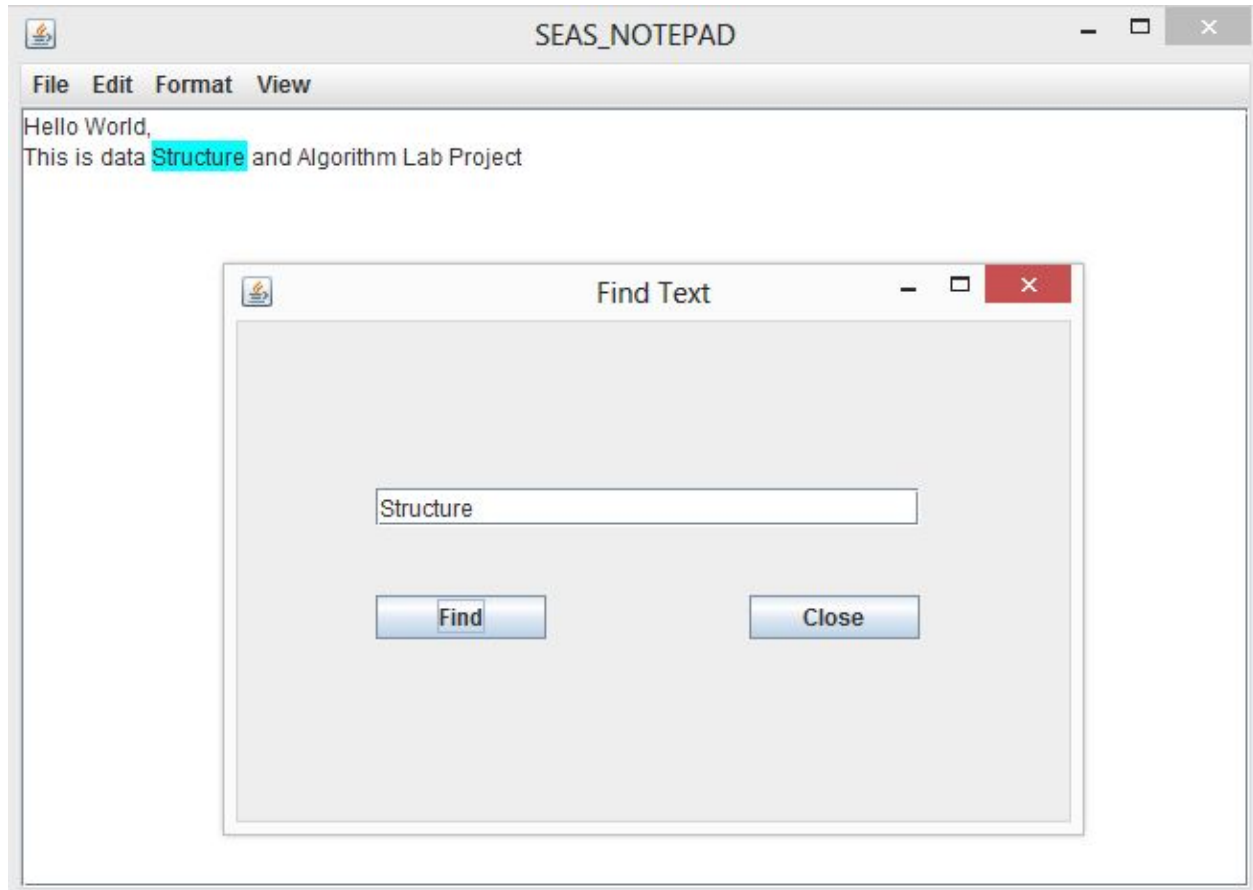 SEAS_NOTEPAD
File Edit Format View
Hello World,
This is data Structure and Algorithm Lab Project
Find Text
Structure
Find Close